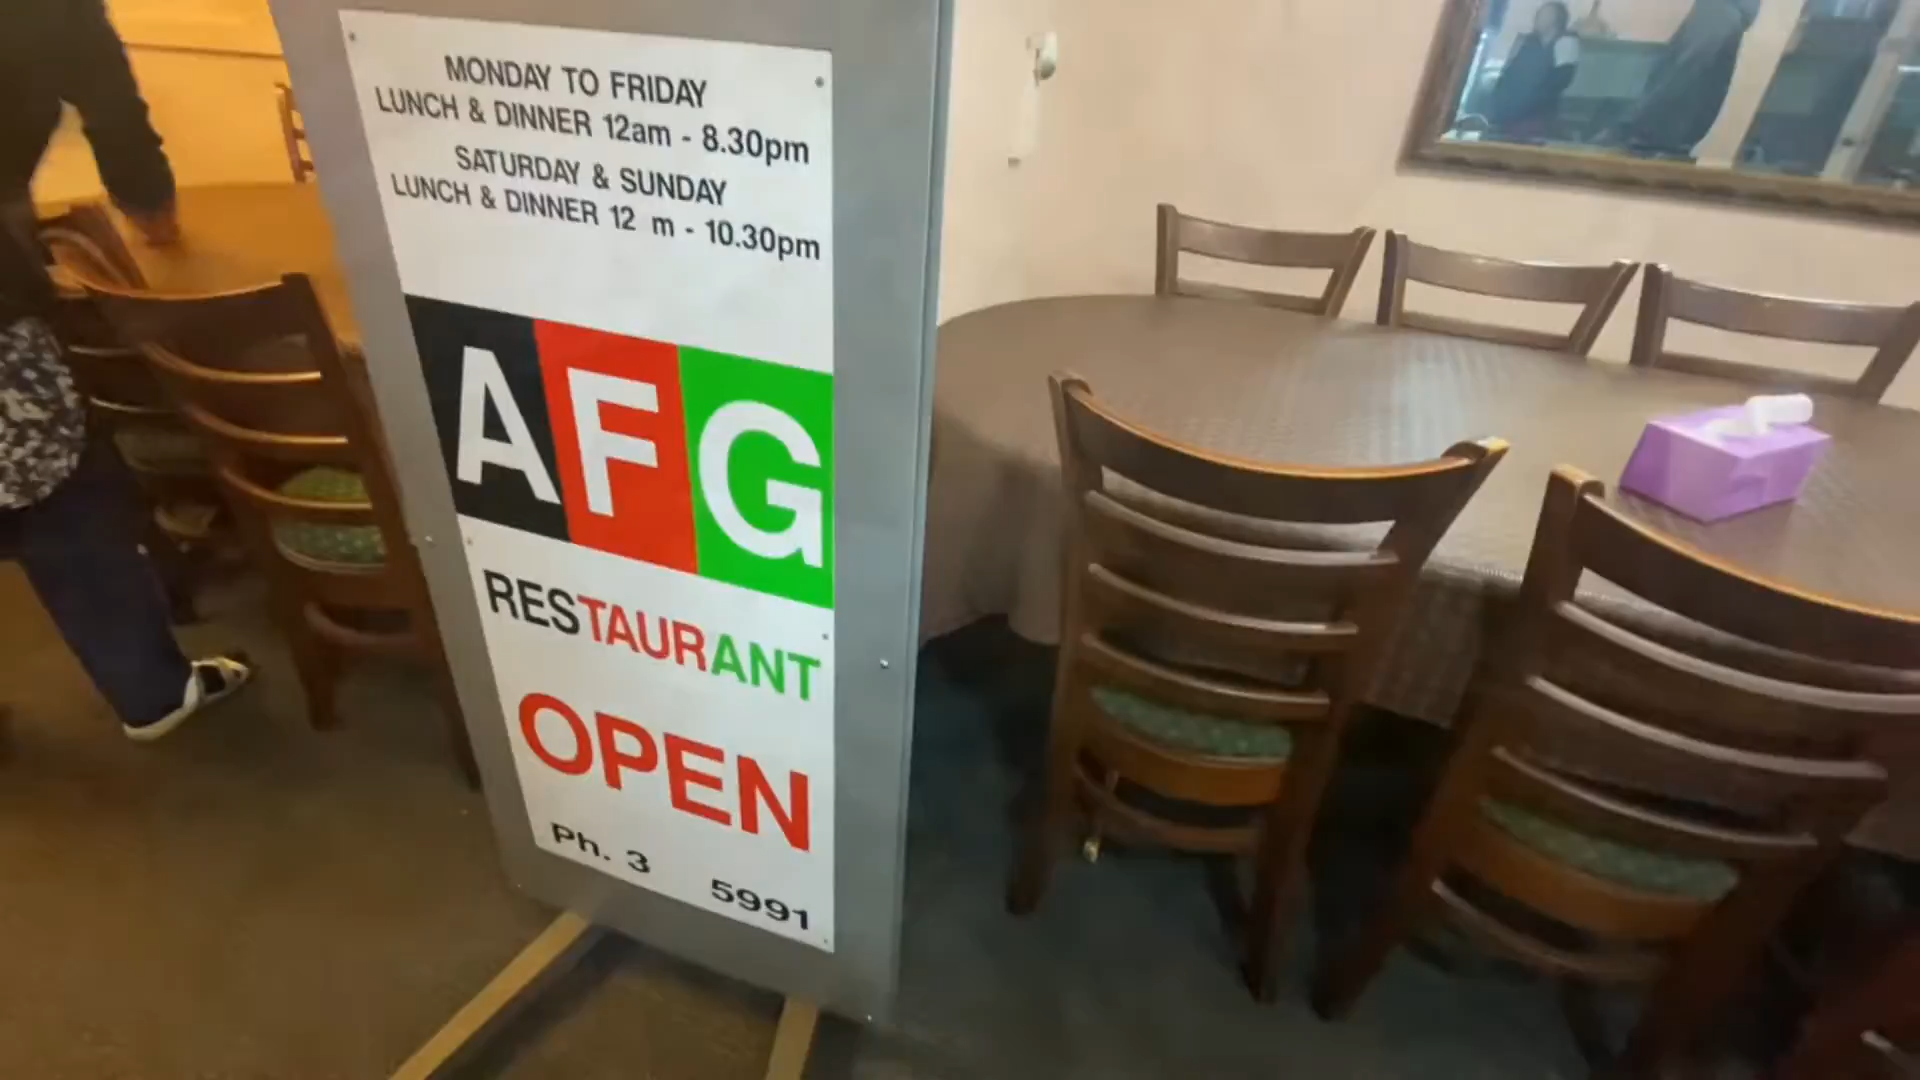 MONDAY TO FRIDAY
LUNCH & DINNER 12am - 8.30pm
SATURDAY & SUNDAY
LUNCH & DINNER 12 m - 10.30pm
AFG
RESTAURANT
OPEN
Ph. 3 5991